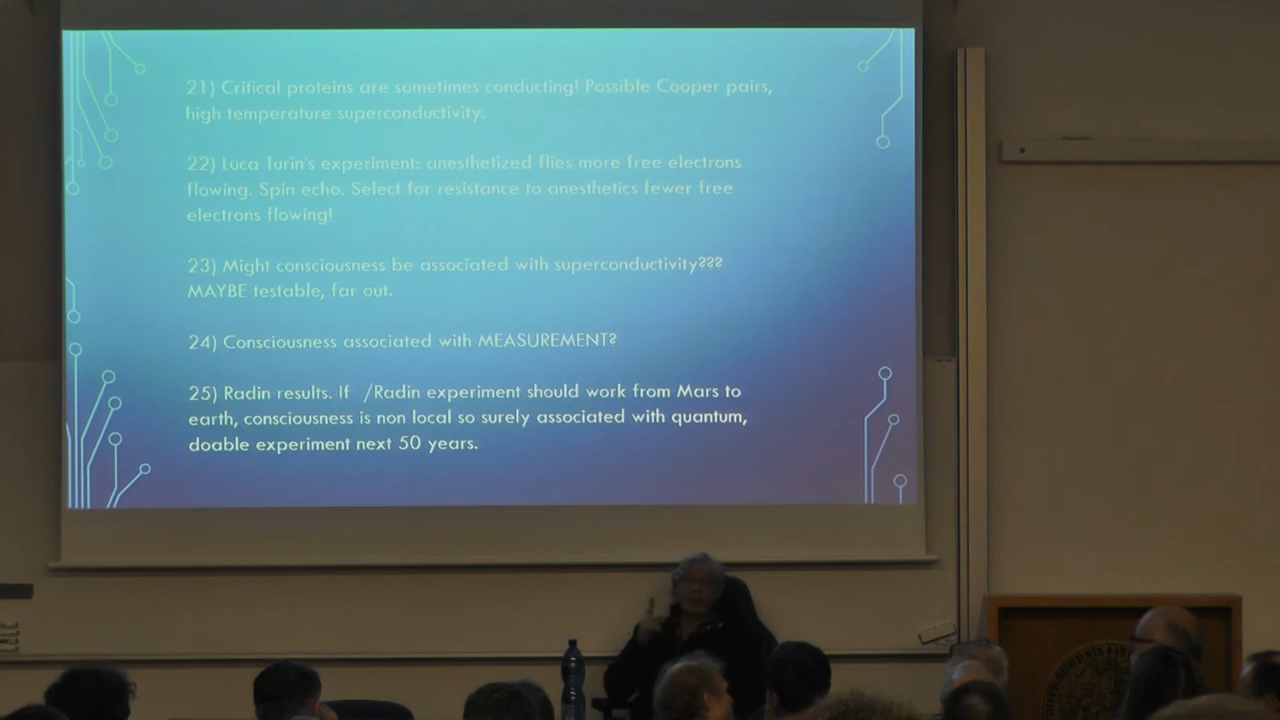 21) Critical proteins are sometimes conducting! Possible Cooper pairs,
high temperature superconductivity.
22) Luca Turin's experiment: anesthetized flies more free electrons
flowing. Spin echo. Select for resistance to anesthetics fewer free
electrons flowing!
23) Might consciousness be associated with superconductivity???
MAYBE testable, far out.
24) Consciousness associated with MEASUREMENT?
25) Radin results. If /Radin experiment should work from Mars to
earth, consciousness is non local so surely associated with quantum,
doable experiment next 50 years.